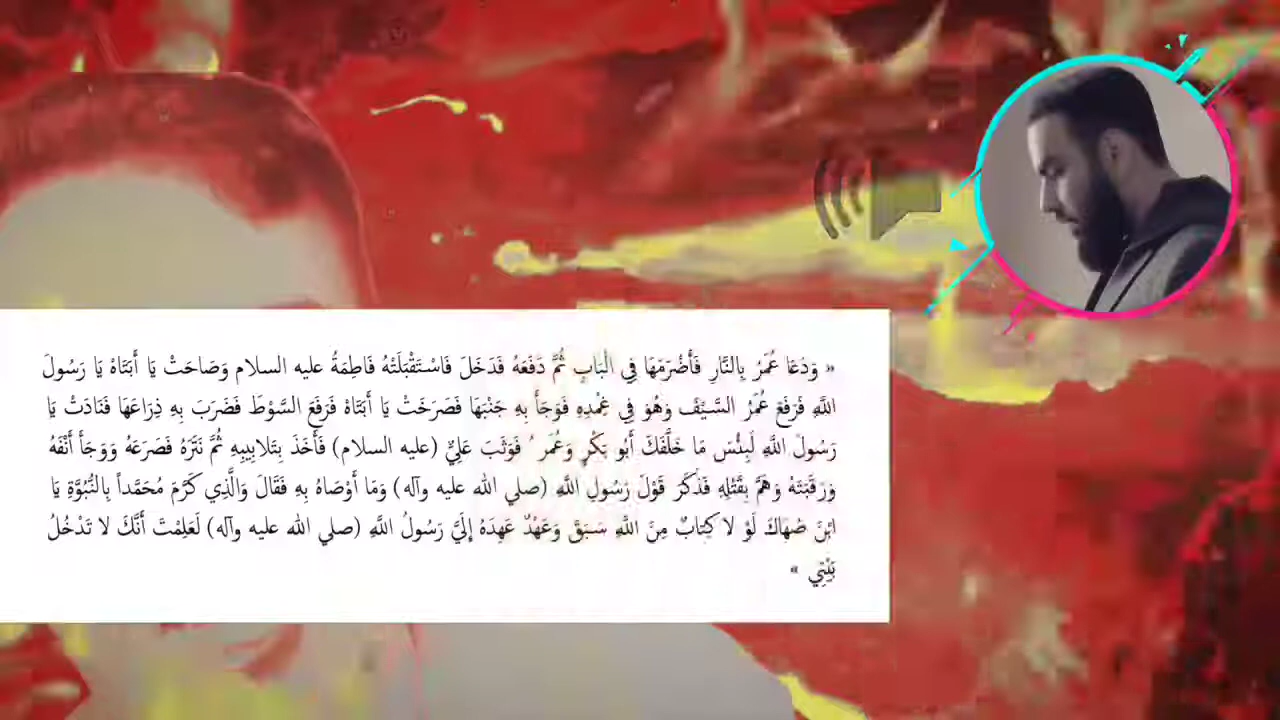 « وَدَعَا عُمَرُ بِالنَّارِ فَأَضْرَمَهَا فِي الْبَابِ ثُمَّ دَفَعَهُ فَدَخَلَ فَاسْتَقْبَلَتْهُ فَاطِمَةُ عليه السلام وَصَاحَتْ يَا أَبَتَاهْ يَا رَسُولَ
اللَّهِ فَرَفَعَ عُمَرُ السَّيْفَ وَهُوَ فِي غِمْدِهِ فَوَجَأَ بِهِ جَنْبَهَا فَصَرَخَتْ يَا أَبَتَاهْ فَرَفَعَ السَّوْطَ فَضَرَبَ بِهِ ذِرَاعَهَا فَنَادَتْ يَا
رَسُولَ اللَّهِ لَبِئْسَ مَا خَلَّفَكَ أَبُو بَكْرٍ وَعُمَرُ فَوَثَبَ عَلِيٌّ (عليه السلام) فَأَخَذَ بِتَلَابِيبِهِ ثُمَّ نَتَرَهُ فَصَرَعَهُ وَوَجَأَ أَنْفَهُ
وَرَقَبَتَهُ وَهَمَّ بِقَتْلِهِ فَذَكَرَ قَوْلَ رَسُولِ اللَّهِ (صلي الله عليه وآله) وَمَا أَوْصَاهُ بِهِ فَقَالَ وَالَّذِي كَرَّمَ مُحَمَّداً بِالنُّبُوَّةِ يَا
ابْنَ صُهَاكَ لَوْ لا كِتَابٌ مِنَ اللَّهِ سَبَقَ وَعَهْدٌ عَهِدَهُ إِلَيَّ رَسُولُ اللَّهِ (صلي الله عليه وآله) لَعَلِمْتَ أَنَّكَ لا تَدْخُلُ
بَيْتِي »